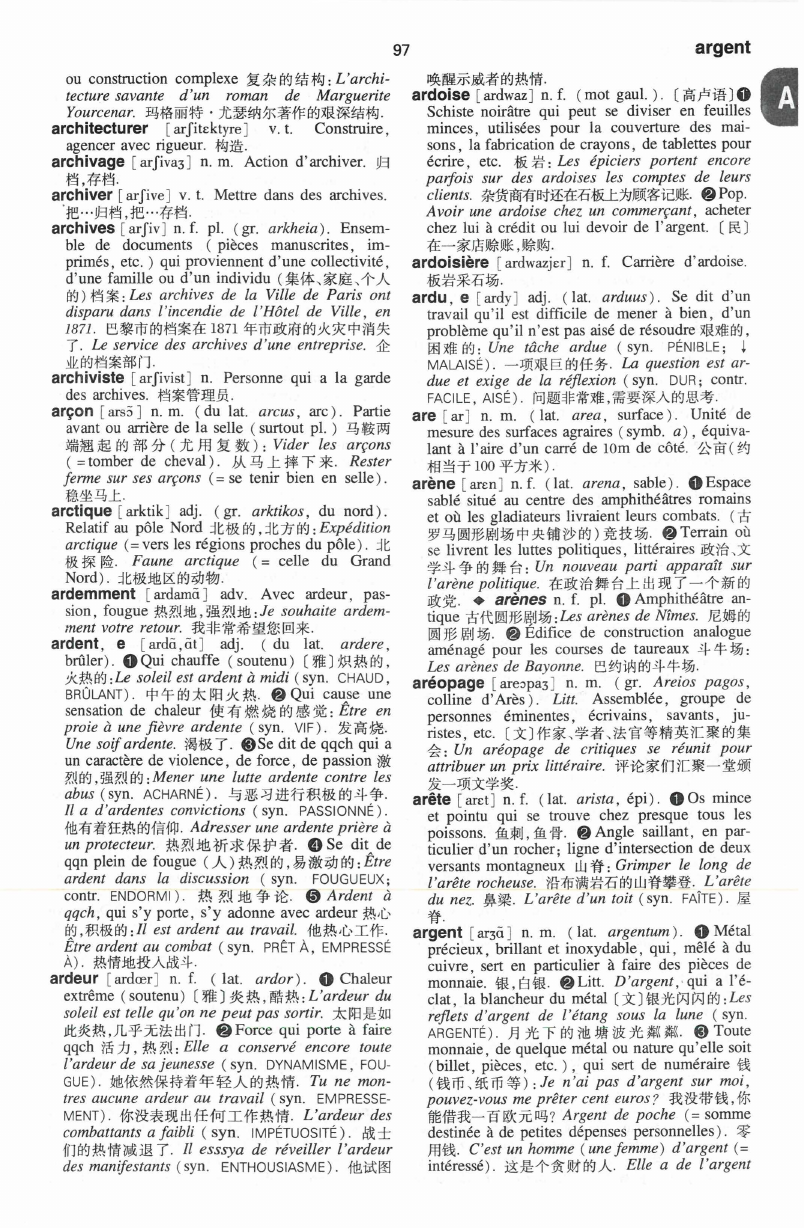 97
argent
A
ou construction complexe 复杂的结构: L'archi-
tecture savante d'un roman de Marguerite
Yourcenar. 玛格丽特·尤瑟纳尔著作的艰深结构.
architecturer [arʃitɛktyre] v. t. Construire,
agencer avec rigueur. 构造.
archivage [arʃivaʒ] n. m. Action d'archiver. 归
档,存档.
archiver [arʃive] v. t. Mettre dans des archives.
把…归档,把…存档.
archives [arʃiv] n. f. pl. (gr. arkheia). Ensem-
ble de documents ( pièces manuscrites, im-
primés, etc. ) qui proviennent d'une collectivité,
d'une famille ou d'un individu (集体、家庭、个人
的)档案: Les archives de la Ville de Paris ont
disparu dans l'incendie de l'Hôtel de Ville, en
1871. 巴黎市的档案在 1871 年市政府的火灾中消失
了. Le service des archives d'une entreprise. 企
业的档案部门.
archiviste [arʃivist] n. Personne qui a la garde
des archives. 档案管理员.
arçon [arsɔ̃] n. m. (du lat. arcus, arc). Partie
avant ou arrière de la selle (surtout pl. ) 马鞍两
端翘起的部分(尤用复数): Vider les arçons
( = tomber de cheval). 从马上摔下来. Rester
ferme sur ses arçons (= se tenir bien en selle).
稳坐马上.
arctique [arktik] adj. (gr. arktikos, du nord).
Relatif au pôle Nord 北极的,北方的: Expédition
arctique (= vers les régions proches du pôle). 北
极探险. Faune arctique (= celle du Grand
Nord). 北极地区的动物.
ardemment [ardamɑ̃] adv. Avec ardeur, pas-
sion, fougue 热烈地,强烈地: Je souhaite ardem-
ment votre retour. 我非常希望您回来.
ardent, e [ardɑ̃,ɑ̃t] adj. ( du lat. ardere,
brûler). ❶ Qui chauffe (soutenu) [雅]炽热的,
火热的: Le soleil est ardent à midi (syn. CHAUD,
BRÛLANT). 中午的太阳火热. ❷ Qui cause une
sensation de chaleur 使有燃烧的感觉: Être en
proie à une fièvre ardente (syn. VIF). 发高烧.
Une soif ardente. 渴极了. ❸ Se dit de qqch qui a
un caractère de violence, de force, de passion 激
烈的,强烈的: Mener une lutte ardente contre les
abus (syn. ACHARNÉ). 与恶习进行积极的斗争.
Il a d'ardentes convictions (syn. PASSIONNÉ).
他有着狂热的信仰. Adresser une ardente prière à
un protecteur. 热烈地祈求保护者. ❹ Se dit de
qqn plein de fougue (人)热烈的,易激动的: Être
ardent dans la discussion ( syn. FOUGUEUX;
contr. ENDORMI). 热烈地争论. ❺ Ardent à
qqch, qui s'y porte, s'y adonne avec ardeur 热心
的,积极的: Il est ardent au travail. 他热心工作.
Être ardent au combat (syn. PRÊT À, EMPRESSÉ
À). 热情地投入战斗.
ardeur [ardœr] n. f. ( lat. ardor). ❶ Chaleur
extrême (soutenu) [雅]炎热,酷热: L'ardeur du
soleil est telle qu'on ne peut pas sortir. 太阳是如
此炎热,几乎无法出门. ❷ Force qui porte à faire
qqch 活力,热烈: Elle a conservé encore toute
l'ardeur de sa jeunesse (syn. DYNAMISME, FOU-
GUE). 她依然保持着年轻人的热情. Tu ne mon-
tres aucune ardeur au travail (syn. EMPRESSE-
MENT). 你没表现出任何工作热情. L'ardeur des
combattants a faibli ( syn. IMPÉTUOSITÉ). 战士
们的热情减退了. Il esssya de réveiller l'ardeur
des manifestants (syn. ENTHOUSIASME). 他试图
唤醒示威者的热情.
ardoise [ardwaz] n. f. (mot gaul. ). [高卢语]❶
Schiste noirâtre qui peut se diviser en feuilles
minces, utilisées pour la couverture des mai-
sons, la fabrication de crayons, de tablettes pour
écrire, etc. 板岩: Les épiciers portent encore
parfois sur des ardoises les comptes de leurs
clients. 杂货商有时还在石板上为顾客记账. ❷ Pop.
Avoir une ardoise chez un commerçant, acheter
chez lui à crédit ou lui devoir de l'argent. [民]
在一家店赊账,赊购.
ardoisière [ardwazjɛr] n. f. Carrière d'ardoise.
板岩采石场.
ardu, e [ardy] adj. (lat. arduus). Se dit d'un
travail qu'il est difficile de mener à bien, d'un
problème qu'il n'est pas aisé de résoudre 艰难的,
困难的: Une tâche ardue ( syn. PÉNIBLE; ↓
MALAISÉ). 一项艰巨的任务. La question est ar-
due et exige de la réflexion (syn. DUR; contr.
FACILE, AISÉ). 问题非常难,需要深入的思考.
are [ar] n. m. (lat. area, surface). Unité de
mesure des surfaces agraires (symb. a), équiva-
lant à l'aire d'un carré de 10m de côté. 公亩(约
相当于 100 平方米).
arène [arɛn] n. f. (lat. arena, sable). ❶ Espace
sablé situé au centre des amphithéâtres romains
et où les gladiateurs livraient leurs combats. (古
罗马圆形剧场中央铺沙的)竞技场. ❷ Terrain où
se livrent les luttes politiques, littéraires 政治、文
学斗争的舞台: Un nouveau parti apparaît sur
l'arène politique. 在政治舞台上出现了一个新的
政党. ◆ arènes n. f. pl. ❶ Amphithéâtre an-
tique 古代圆形剧场: Les arènes de Nîmes. 尼姆的
圆形剧场. ❷ Édifice de construction analogue
aménagé pour les courses de taureaux 斗牛场:
Les arènes de Bayonne. 巴约讷的斗牛场.
aréopage [areɔpaʒ] n. m. (gr. Areios pagos,
colline d'Arès). Litt. Assemblée, groupe de
personnes éminentes, écrivains, savants, ju-
ristes, etc. [文]作家、学者、法官等精英汇聚的集
会: Un aréopage de critiques se réunit pour
attribuer un prix littéraire. 评论家们汇聚一堂颁
发一项文学奖.
arête [arɛt] n. f. (lat. arista, épi). ❶ Os mince
et pointu qui se trouve chez presque tous les
poissons. 鱼刺,鱼骨. ❷ Angle saillant, en par-
ticulier d'un rocher; ligne d'intersection de deux
versants montagneux 山脊: Grimper le long de
l'arête rocheuse. 沿布满岩石的山脊攀登. L'arête
du nez. 鼻梁. L'arête d'un toit (syn. FAÎTE). 屋
脊.
argent [arʒɑ̃] n. m. (lat. argentum). ❶ Métal
précieux, brillant et inoxydable, qui, mêlé à du
cuivre, sert en particulier à faire des pièces de
monnaie. 银,白银. ❷ Litt. D'argent, qui a l'é-
clat, la blancheur du métal [文]银光闪闪的: Les
reflets d'argent de l'étang sous la lune ( syn.
ARGENTÉ). 月光下的池塘波光粼粼. ❸ Toute
monnaie, de quelque métal ou nature qu'elle soit
(billet, pièces, etc. ), qui sert de numéraire 钱
(钱币、纸币等): Je n'ai pas d'argent sur moi,
pouvez-vous me prêter cent euros? 我没带钱,你
能借我一百欧元吗? Argent de poche (= somme
destinée à de petites dépenses personnelles). 零
用钱. C'est un homme (une femme) d'argent (=
intéressé). 这是个贪财的人. Elle a de l'argent